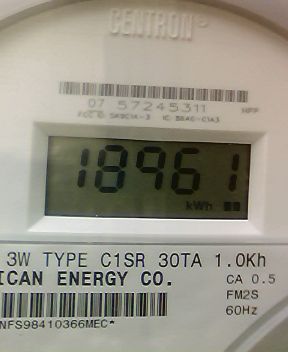 CENTRON
07 57245311
18961
kWh
3W TYPE C1SR 30TA 1.0Kh
ICAN ENERGY CO. CA 0.5
FM2S
60Hz
NFS98410366MEC*